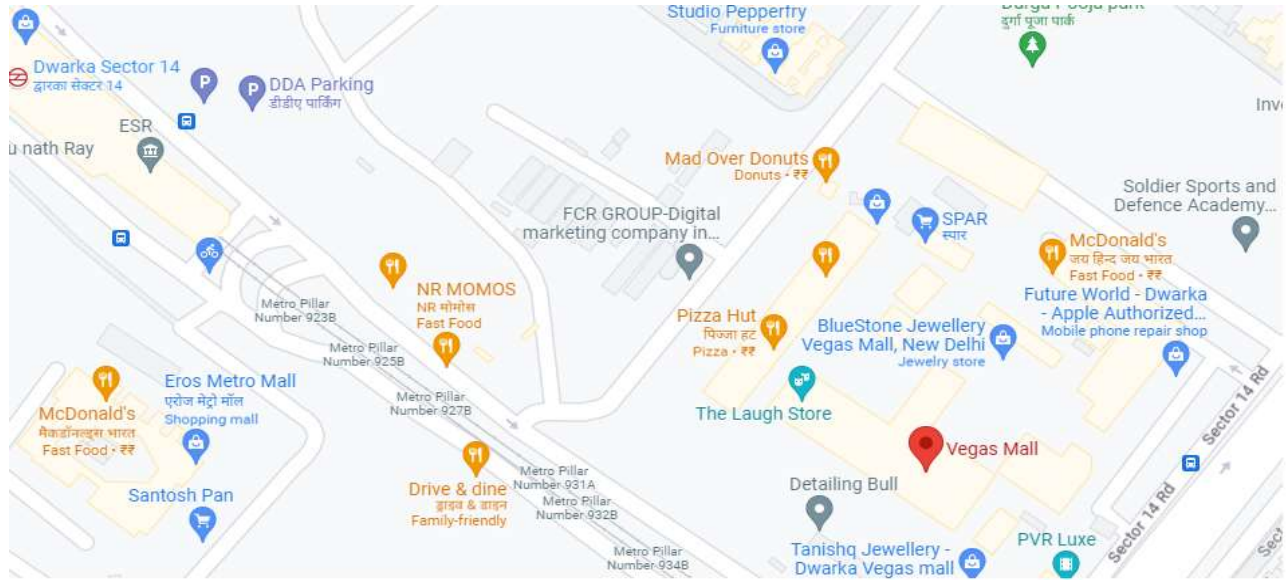 Studio Pepperfry
Furniture store
Durga Pooja park
दुर्गा पूजा पार्क
Dwarka Sector 14
द्वारका सेक्टर 14
P
P
DDA Parking
डीडीए पार्किंग
ESR
u nath Ray
Mad Over Donuts
Donuts • ₹₹
FCR GROUP-Digital
marketing company in...
SPAR
स्पार
Soldier Sports and
Defence Academy...
McDonald's
जय हिन्द जय भारत
Fast Food • ₹₹
NR MOMOS
NR मोमोस
Fast Food
Metro Pillar
Number 923B
Metro Pillar
Number 925B
Metro Pillar
Number 927B
Pizza Hut
पिज्जा हट
Pizza • ₹₹
BlueStone Jewellery
Vegas Mall, New Delhi
Jewelry store
Future World - Dwarka
- Apple Authorized...
Mobile phone repair shop
Eros Metro Mall
एरोज मेट्रो मॉल
Shopping mall
McDonald's
मैकडॉनल्ड्स भारत
Fast Food • ₹₹
The Laugh Store
Vegas Mall
Sector 14 Rd
Sector 14 Rd
Santosh Pan
Drive & dine
ड्राइव & डाइन
Family-friendly
Metro Pillar
Number 931A
Metro Pillar
Number 932B
Metro Pillar
Number 934B
Detailing Bull
Tanishq Jewellery -
Dwarka Vegas mall
PVR Luxe